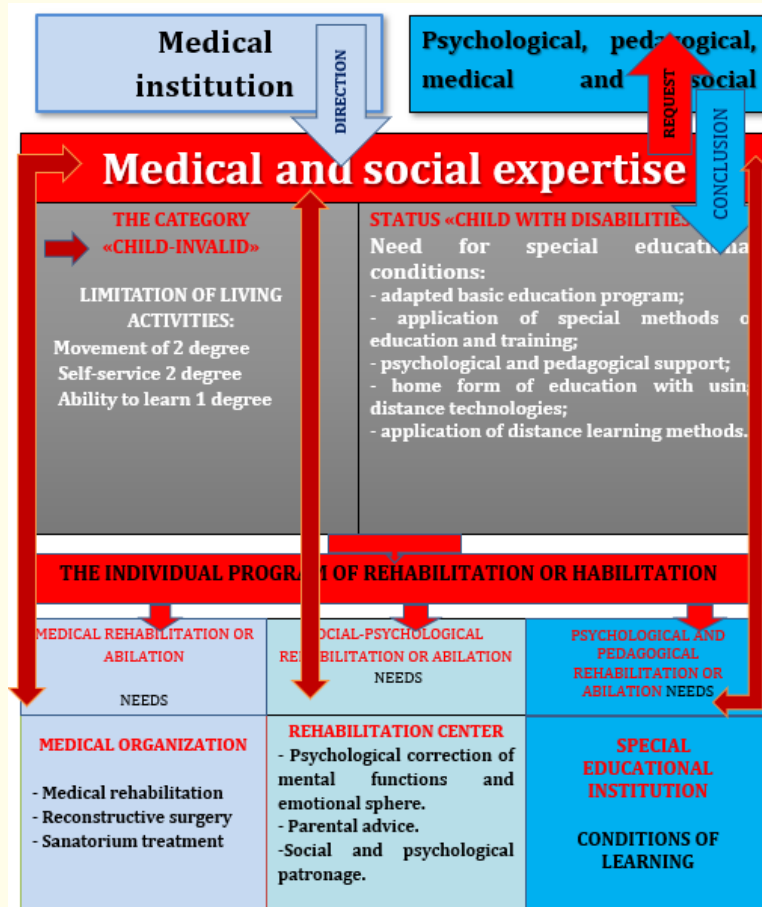 Medical
institution
DIRECTION
Psychological, pedagogical,
medical and social
REQUEST
CONCLUSION
Medical and social expertise
THE CATEGORY
«CHILD-INVALID»
LIMITATION OF LIVING
ACTIVITIES:
Movement of 2 degree
Self-service 2 degree
Ability to learn 1 degree
STATUS «CHILD WITH DISABILITIES
Need for special educationa
conditions:
- adapted basic education program;
- application of special methods o
education and training;
- psychological and pedagogical support;
- home form of education with using
distance technologies;
- application of distance learning methods.
THE INDIVIDUAL PROGRAM OF REHABILITATION OR HABILITATION
MEDICAL REHABILITATION OR
ABILATION
NEEDS
OCIAL-PSYCHOLOGICAL
REHABILITATION OR ABILATION
NEEDS
PSYCHOLOGICAL AND
PEDAGOGICAL
REHABILITATION OR
ABILATION NEEDS
MEDICAL ORGANIZATION
- Medical rehabilitation
- Reconstructive surgery
- Sanatorium treatment
REHABILITATION CENTER
- Psychological correction of
mental functions and
emotional sphere.
- Parental advice.
-Social and psychological
patronage.
SPECIAL
EDUCATIONAL
INSTITUTION
CONDITIONS OF
LEARNING